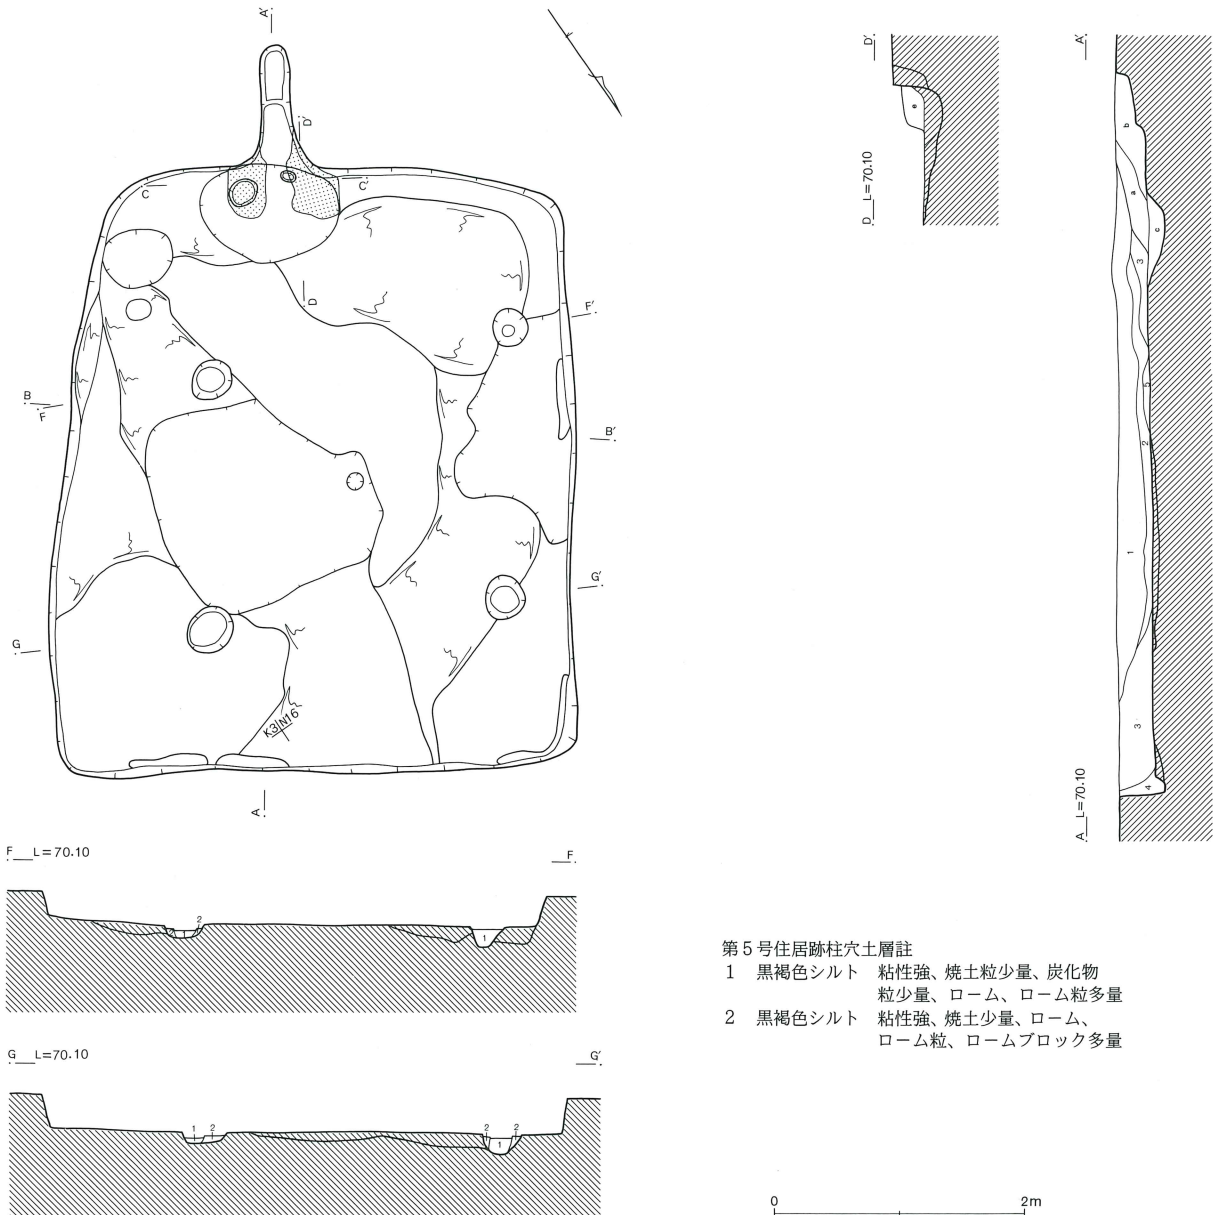 A′
D′
C
C′
D
F′
B
F
B′
G′
G
K3|N16
A
D′
e
D L=70.10
A′
b
a
c
3
5
2
1
3
4
A L=70.10
F L=70.10
F
2
1
1
G L=70.10
G′
1 2
2 2
1
第5号住居跡柱穴土層註
1 黒褐色シルト 粘性強、焼土粒少量、炭化物
粒少量、ローム、ローム粒多量
2 黒褐色シルト 粘性強、焼土少量、ローム、
ローム粒、ロームブロック多量
0 2m